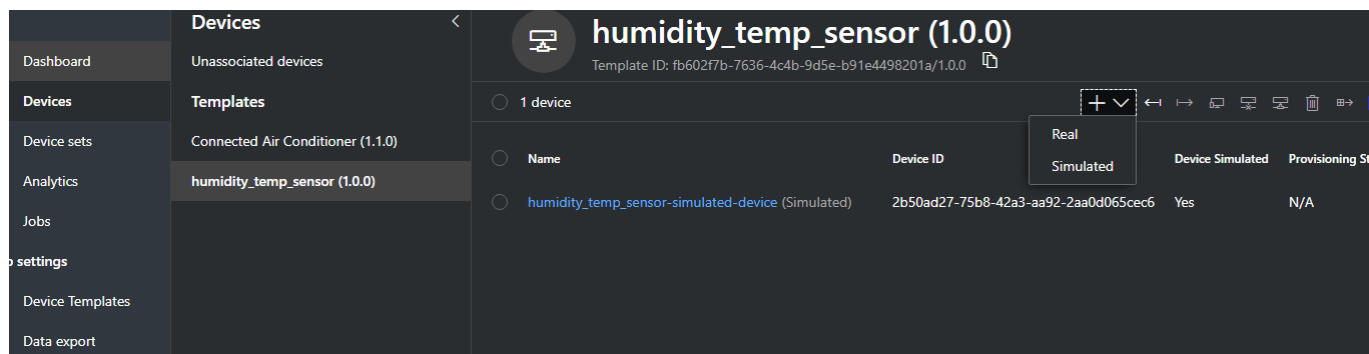 Dashboard
Devices
Device sets
Analytics
Jobs
settings
Device Templates
Data export
Devices
Unassociated devices
Templates
Connected Air Conditioner (1.1.0)
humidity_temp_sensor (1.0.0)
humidity_temp_sensor (1.0.0)
Template ID: fb602f7b-7636-4c4b-9d5e-b91e4498201a/1.0.0
1 device
Real
Simulated
Name Device ID Device Simulated Provisioning St
humidity_temp_sensor-simulated-device (Simulated) 2b50ad27-75b8-42a3-aa92-2aa0d065cec6 Yes N/A